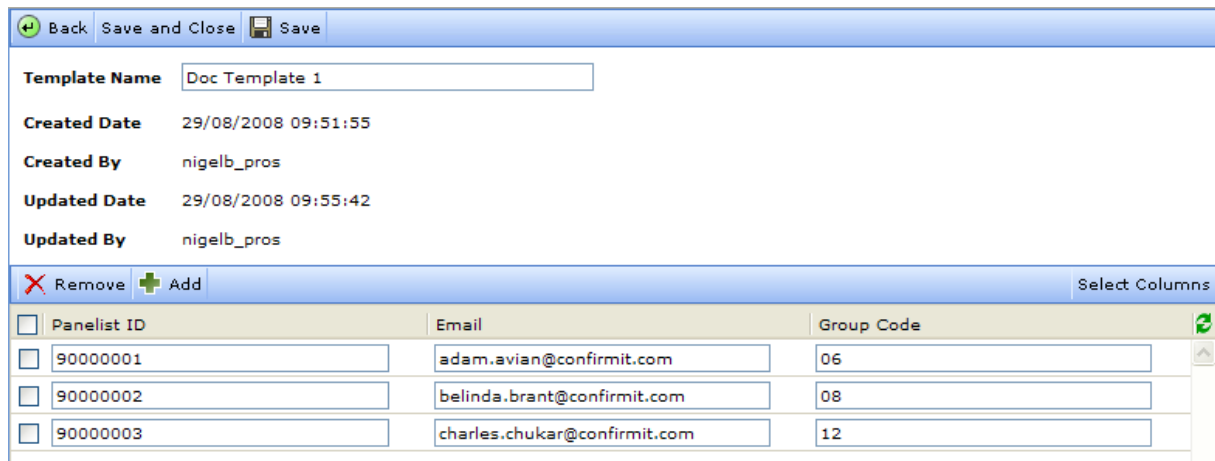 Back Save and Close Save
Template Name Doc Template 1
Created Date 29/08/2008 09:51:55
Created By nigelb_pros
Updated Date 29/08/2008 09:55:42
Updated By nigelb_pros
Remove Add Select Columns
Panelist ID Email Group Code
90000001 adam.avian@confirmit.com 06
90000002 belinda.brant@confirmit.com 08
90000003 charles.chukar@confirmit.com 12